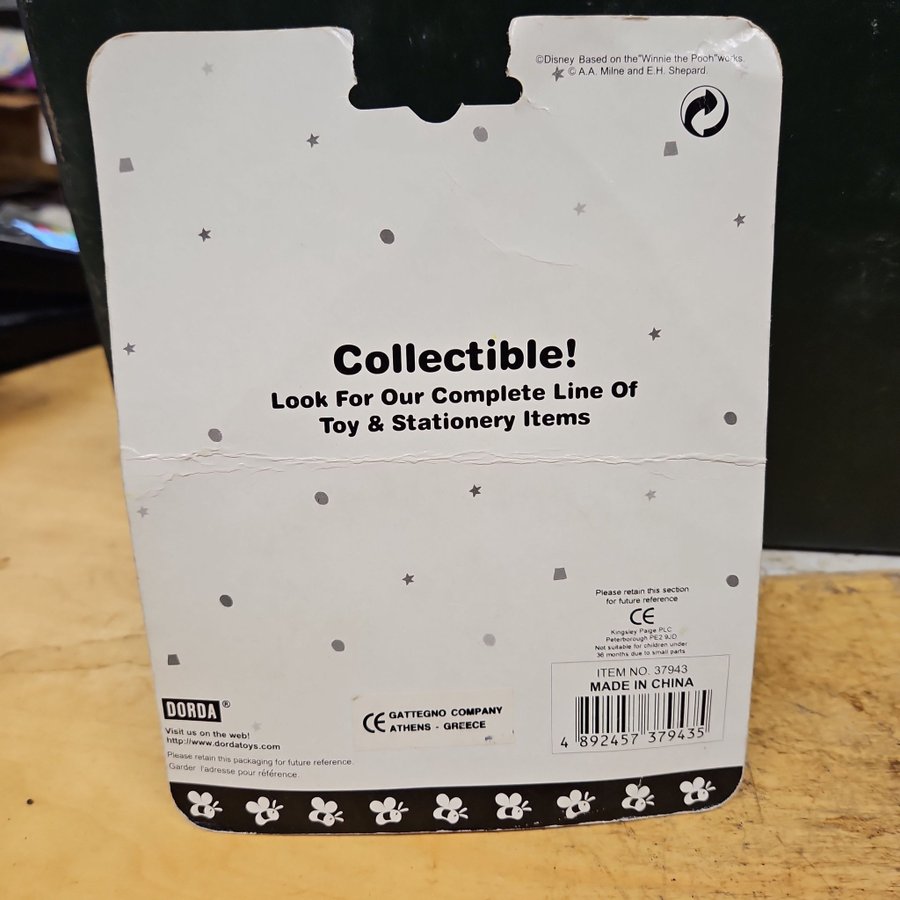 ©Disney Based on the"Winnie the Pooh"works.
© A.A. Milne and E.H. Shepard.
Collectible!
Look For Our Complete Line Of
Toy & Stationery Items
Please retain this section
for future reference
CE
Kingsley Paige PLC
Peterborough PE2 9JD
Not suitable for children under
36 months due to small parts
ITEM NO. 37943
MADE IN CHINA
4 892457 379435
DORDA®
Visit us on the web!
http://www.dordatoys.com
Please retain this packaging for future reference.
Garder l'adresse pour référence.
CE GATTEGNO COMPANY
ATHENS - GREECE